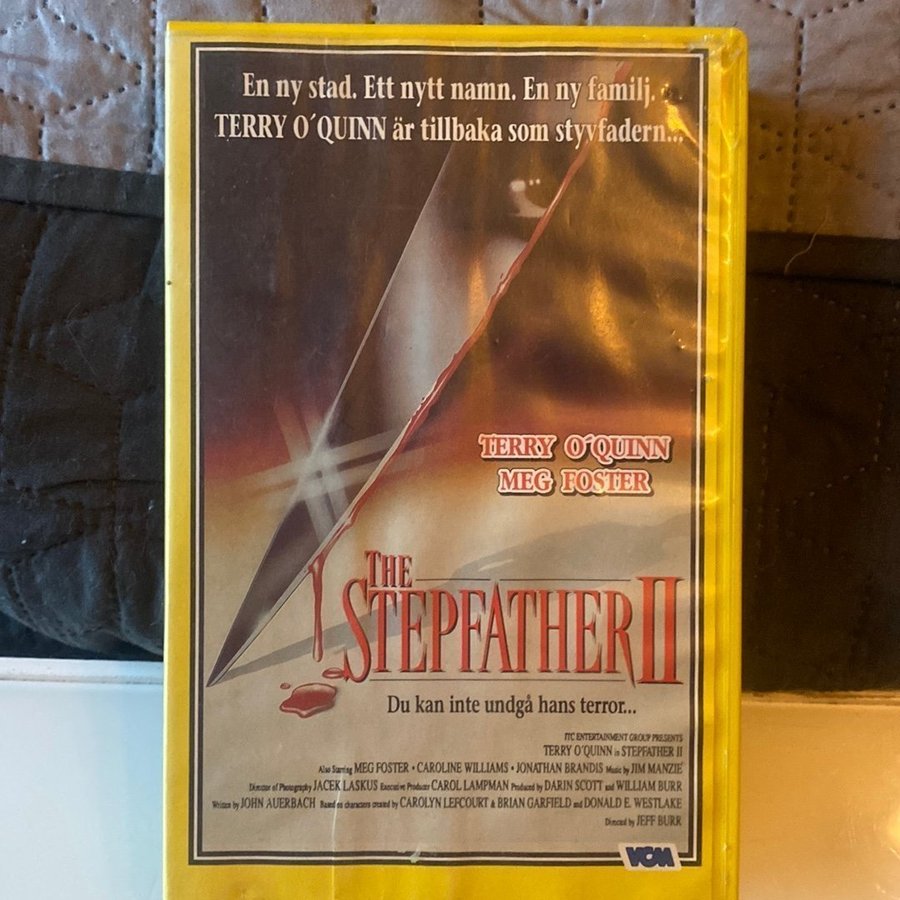 En ny stad. Ett nytt namn. En ny familj.
TERRY O´QUINN är tillbaka som styvfadern...
TERRY O´QUINN
MEG FOSTER
THE
STEPFATHER II
Du kan inte undgå hans terror...
ITC ENTERTAINMENT GROUP PRESENTS
TERRY O'QUINN in STEPFATHER II
Also Starring MEG FOSTER · CAROLINE WILLIAMS · JONATHAN BRANDIS Music by JIM MANZIE
Director of Photography JACEK LASKUS Executive Producer CAROL LAMPMAN Produced by DARIN SCOTT and WILLIAM BURR
Written by JOHN AUERBACH Based on characters created by CAROLYN LEFCOURT & BRIAN GARFIELD and DONALD E. WESTLAKE
Directed by JEFF BURR
VCM